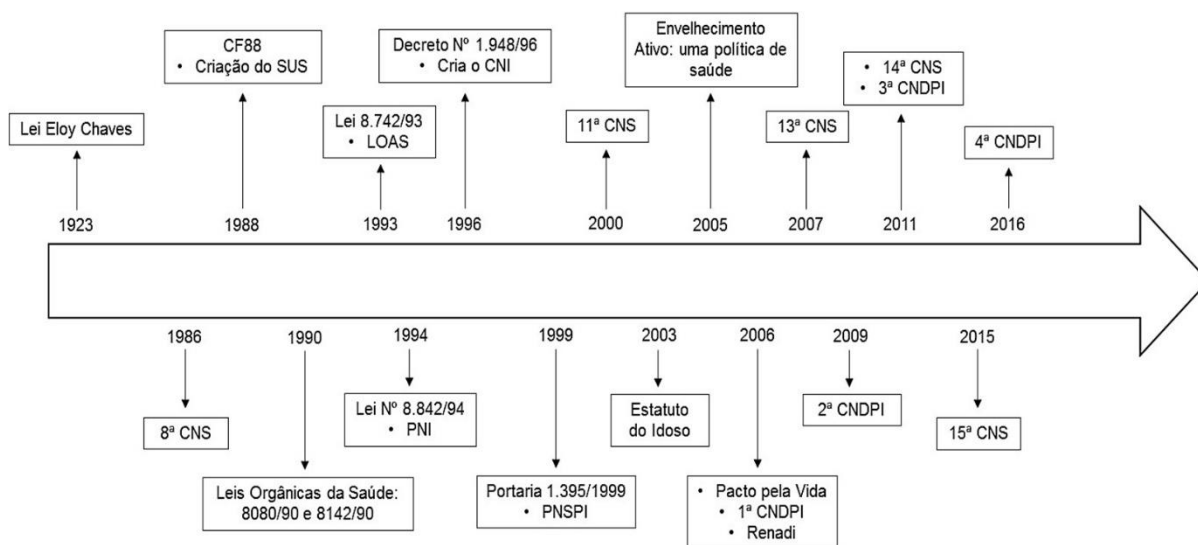 CF88
• Criação do SUS
Decreto Nº 1.948/96
• Cria o CNI
Envelhecimento
Ativo: uma política de
saúde
• 14ª CNS
• 3ª CNDPI
Lei Eloy Chaves
Lei 8.742/93
• LOAS
11ª CNS
13ª CNS
4ª CNDPI
1923
1988
1993
1996
2000
2005
2007
2011
2016
1986
1990
1994
1999
2003
2006
2009
2015
8ª CNS
Lei Nº 8.842/94
• PNI
Estatuto
do Idoso
2ª CNDPI
15ª CNS
Leis Orgânicas da Saúde:
8080/90 e 8142/90
Portaria 1.395/1999
• PNSPI
• Pacto pela Vida
• 1ª CNDPI
• Renadi